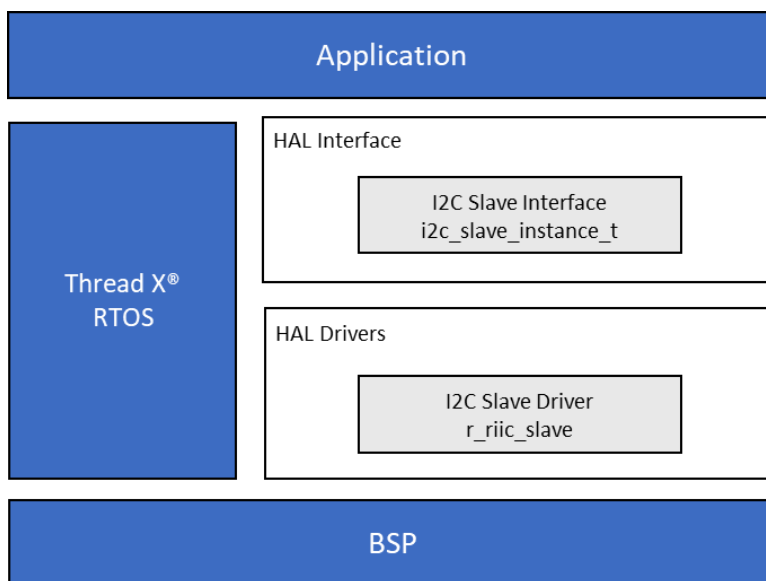 Application
HAL Interface
I2C Slave Interface
i2c_slave_instance_t
Thread X®
RTOS
HAL Drivers
I2C Slave Driver
r_riic_slave
BSP